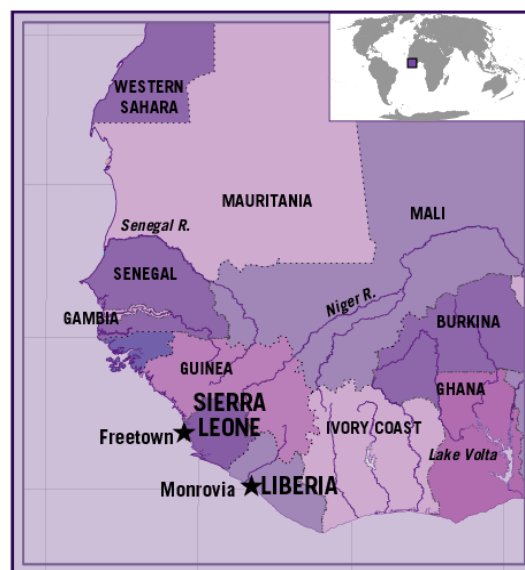 WESTERN
SAHARA
MAURITANIA
MALI
Senegal R.
SENEGAL
Niger R.
GAMBIA
BURKINA
GUINEA
GHANA
SIERRA
LEONE
IVORY COAST
Freetown
Lake Volta
Monrovia
LIBERIA